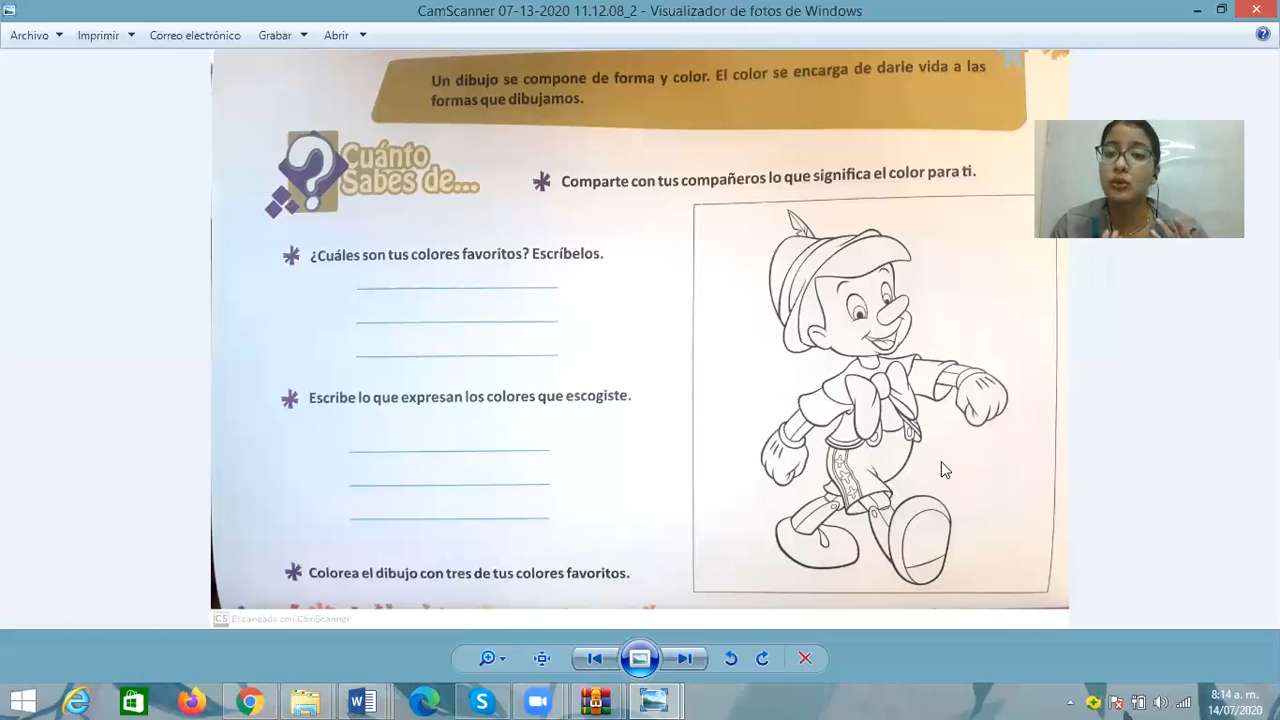 CamScanner 07-13-2020 11.12.08_2 - Visualizador de fotos de Windows
Archivo Imprimir Correo electrónico Grabar Abrir
Un dibujo se compone de forma y color. El color se encarga de darle vida a las
formas que dibujamos.
Cuánto
sabes de...
Comparte con tus compañeros lo que significa el color para ti.
¿Cuáles son tus colores favoritos? Escríbelos.
Escribe lo que expresan los colores que escogiste.
Colorea el dibujo con tres de tus colores favoritos.
CS Escaneado con CamScanner
8:14 a. m.
14/07/2020